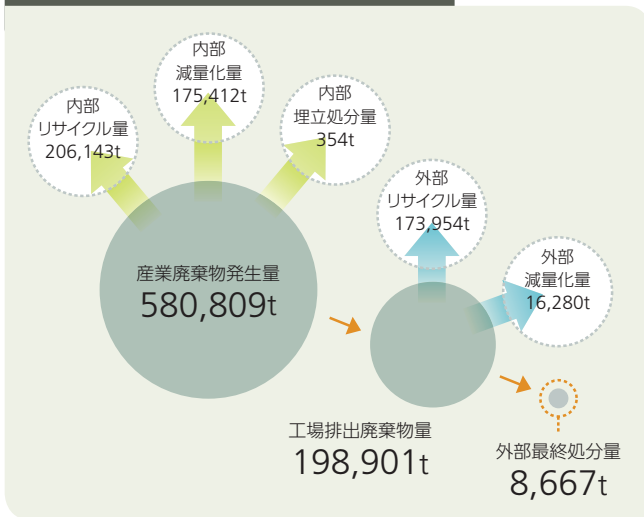 内部
減量化量
175,412t
内部
リサイクル量
206,143t
内部
埋立処分量
354t
外部
リサイクル量
173,954t
外部
減量化量
16,280t
産業廃棄物発生量
580,809t
工場排出廃棄物量
198,901t
外部最終処分量
8,667t